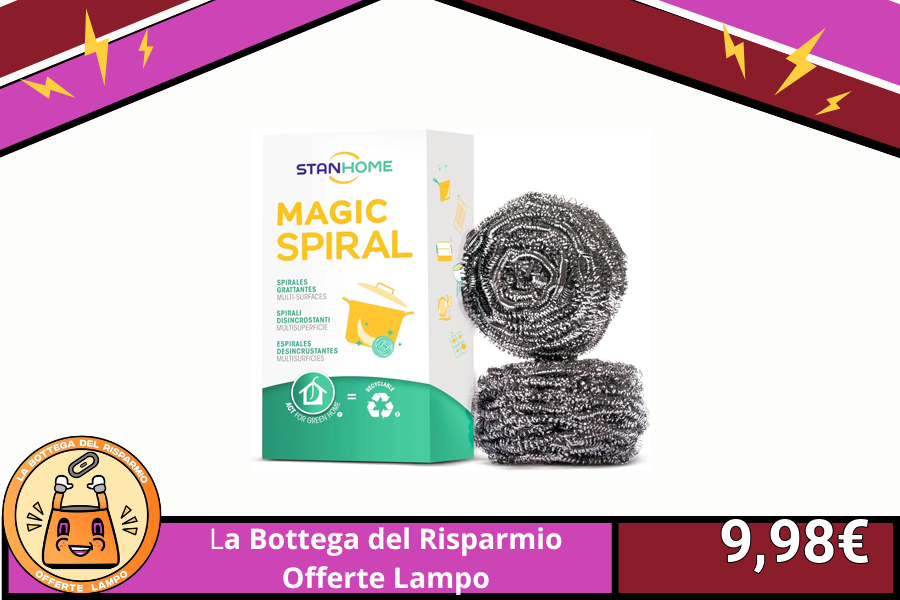 STANHOME
MAGIC
SPIRAL
SPIRALES
GRATTANTES
MULTI-SURFACES
SPIRALI
DISINCROSTANTI
MULTISUPERFICIE
ESPIRALES
DESINCRUSTANTES
MULTISURFICIES
ACT FOR GREEN HOME
=
RECYCLABLE
LA BOTTEGA DEL RISPARMIO
OFFERTE LAMPO
La Bottega del Risparmio
Offerte Lampo
9,98€